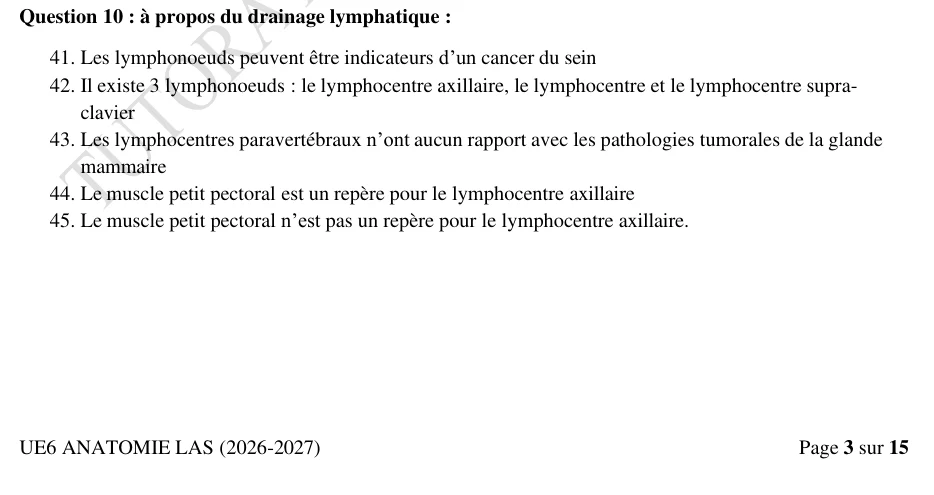 Question 10 : à propos du drainage lymphatique :
41. Les lymphonoeuds peuvent être indicateurs d'un cancer du sein
42. Il existe 3 lymphonoeuds : le lymphocentre axillaire, le lymphocentre et le lymphocentre supra-
clavier
43. Les lymphocentres paravertébraux n'ont aucun rapport avec les pathologies tumorales de la glande
mammaire
44. Le muscle petit pectoral est un repère pour le lymphocentre axillaire
45. Le muscle petit pectoral n'est pas un repère pour le lymphocentre axillaire.
TUTORA
UE6 ANATOMIE LAS (2026-2027)
Page 3 sur 15